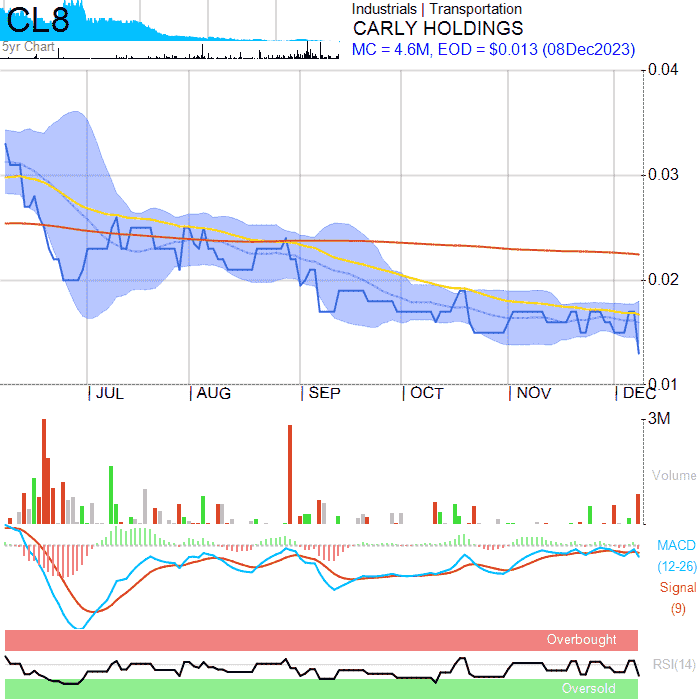 CL8
Industrials | Transportation
CARLY HOLDINGS
5yr Chart
MC = 4.6M, EOD = $0.013 (08Dec2023)
0.04
0.03
0.02
0.01
JUL AUG SEP OCT NOV DEC
3M
Volume
MACD
(12-26)
Signal
(9)
Overbought
RSI(14)
Oversold